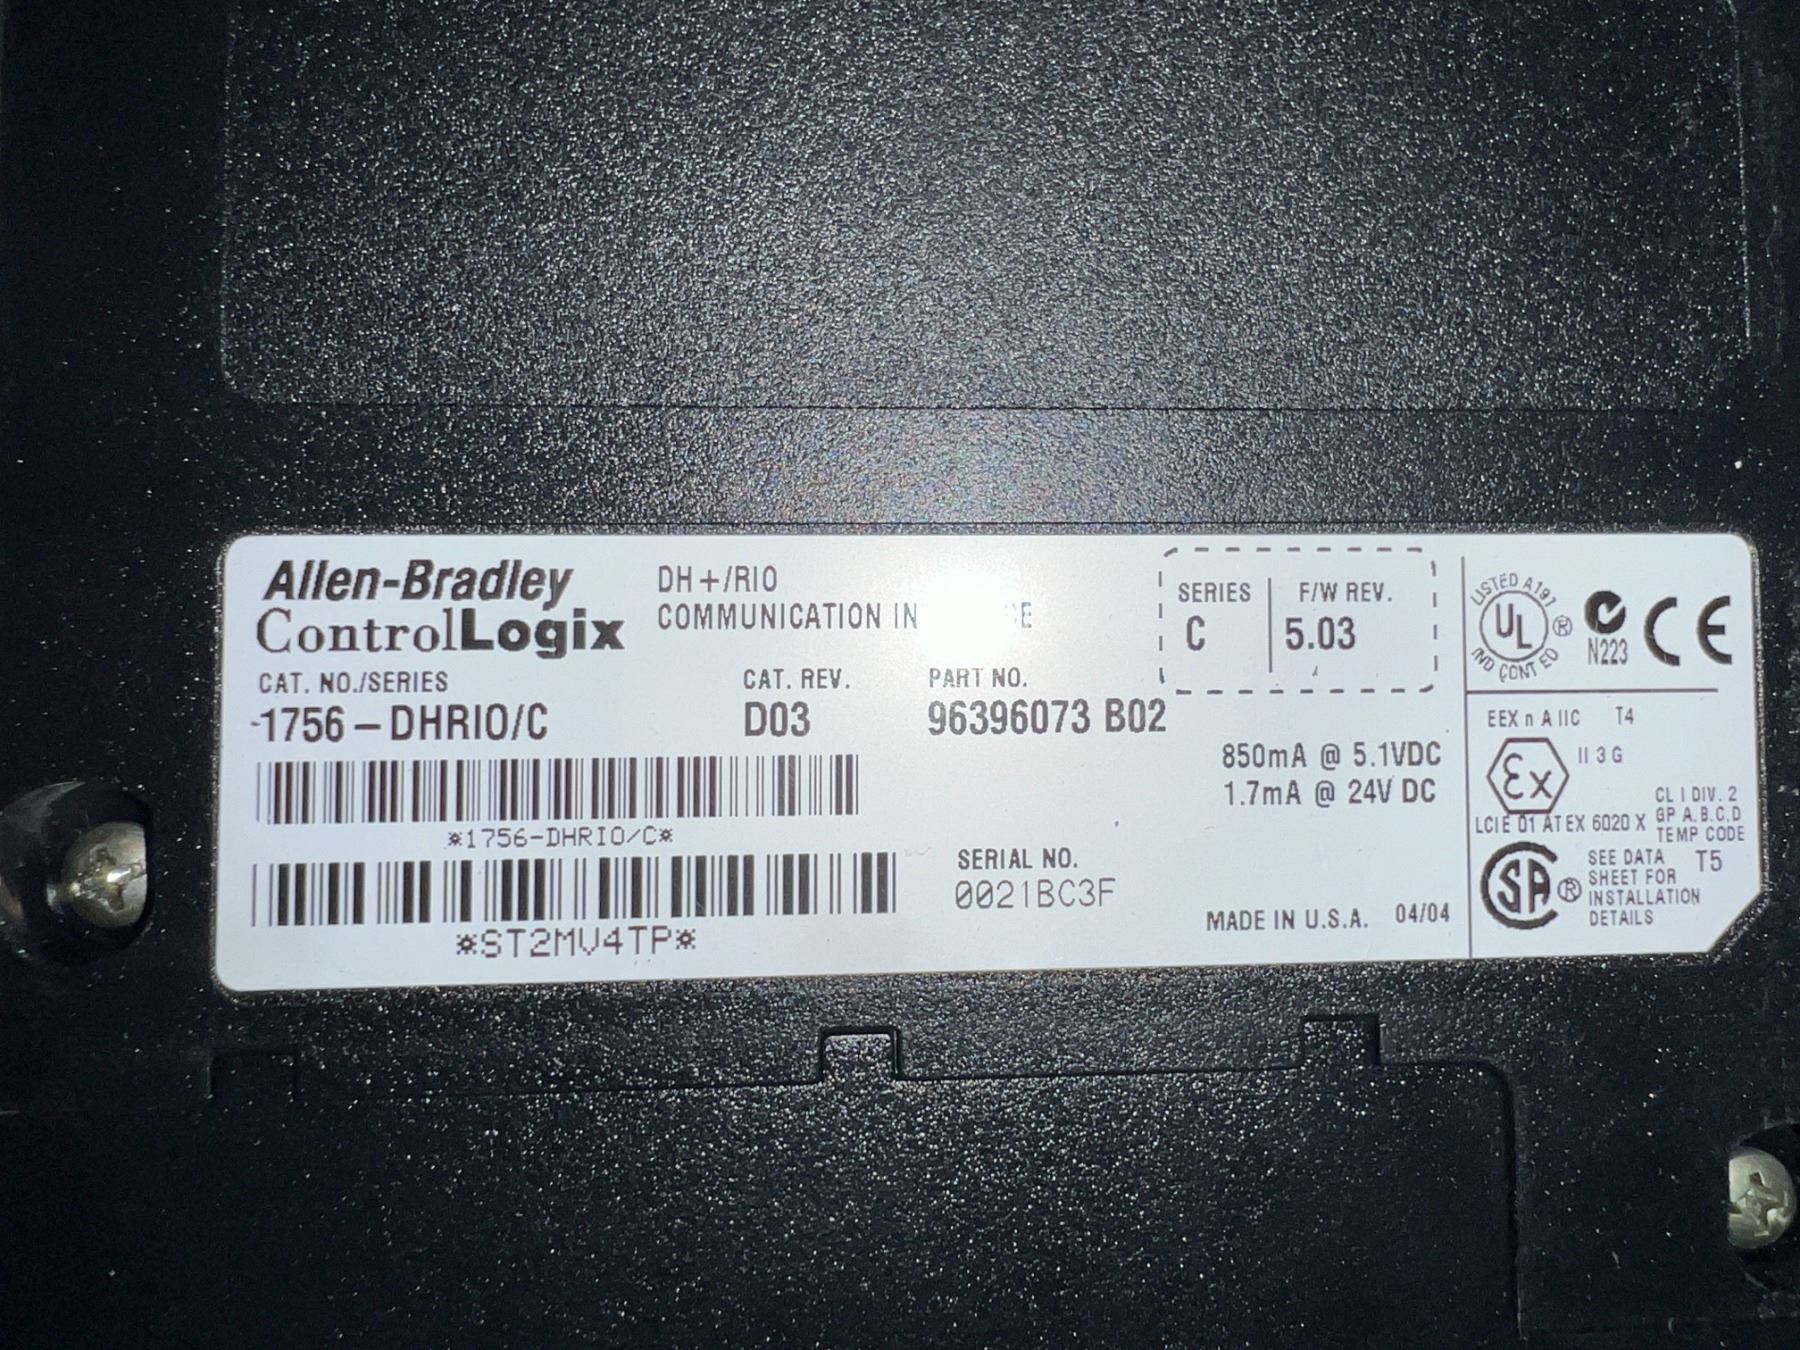 Allen-Bradley
ControlLogix
DH+/RIO
COMMUNICATION
SERIES
C
F/W REV.
5.03
CAT. NO./SERIES
1756-DHRIO/C
CAT. REV.
D03
PART NO.
96396073 B02
850mA @ 5.1VDC
1.7mA @ 24V DC
*1756-DHRIO/C*
*ST2MV4TP*
SERIAL NO.
0021BC3F
MADE IN U.S.A. 04/04
LISTED A197
UL ®
IND CONT EQ
N223
CE
EEX n A IIC T4
Ex
II 3 G
LCIE 01 ATEX 6020 X
CL I DIV. 2
GP A.B.C.D
TEMP CODE
T5
SA ®
SEE DATA
SHEET FOR
INSTALLATION
DETAILS